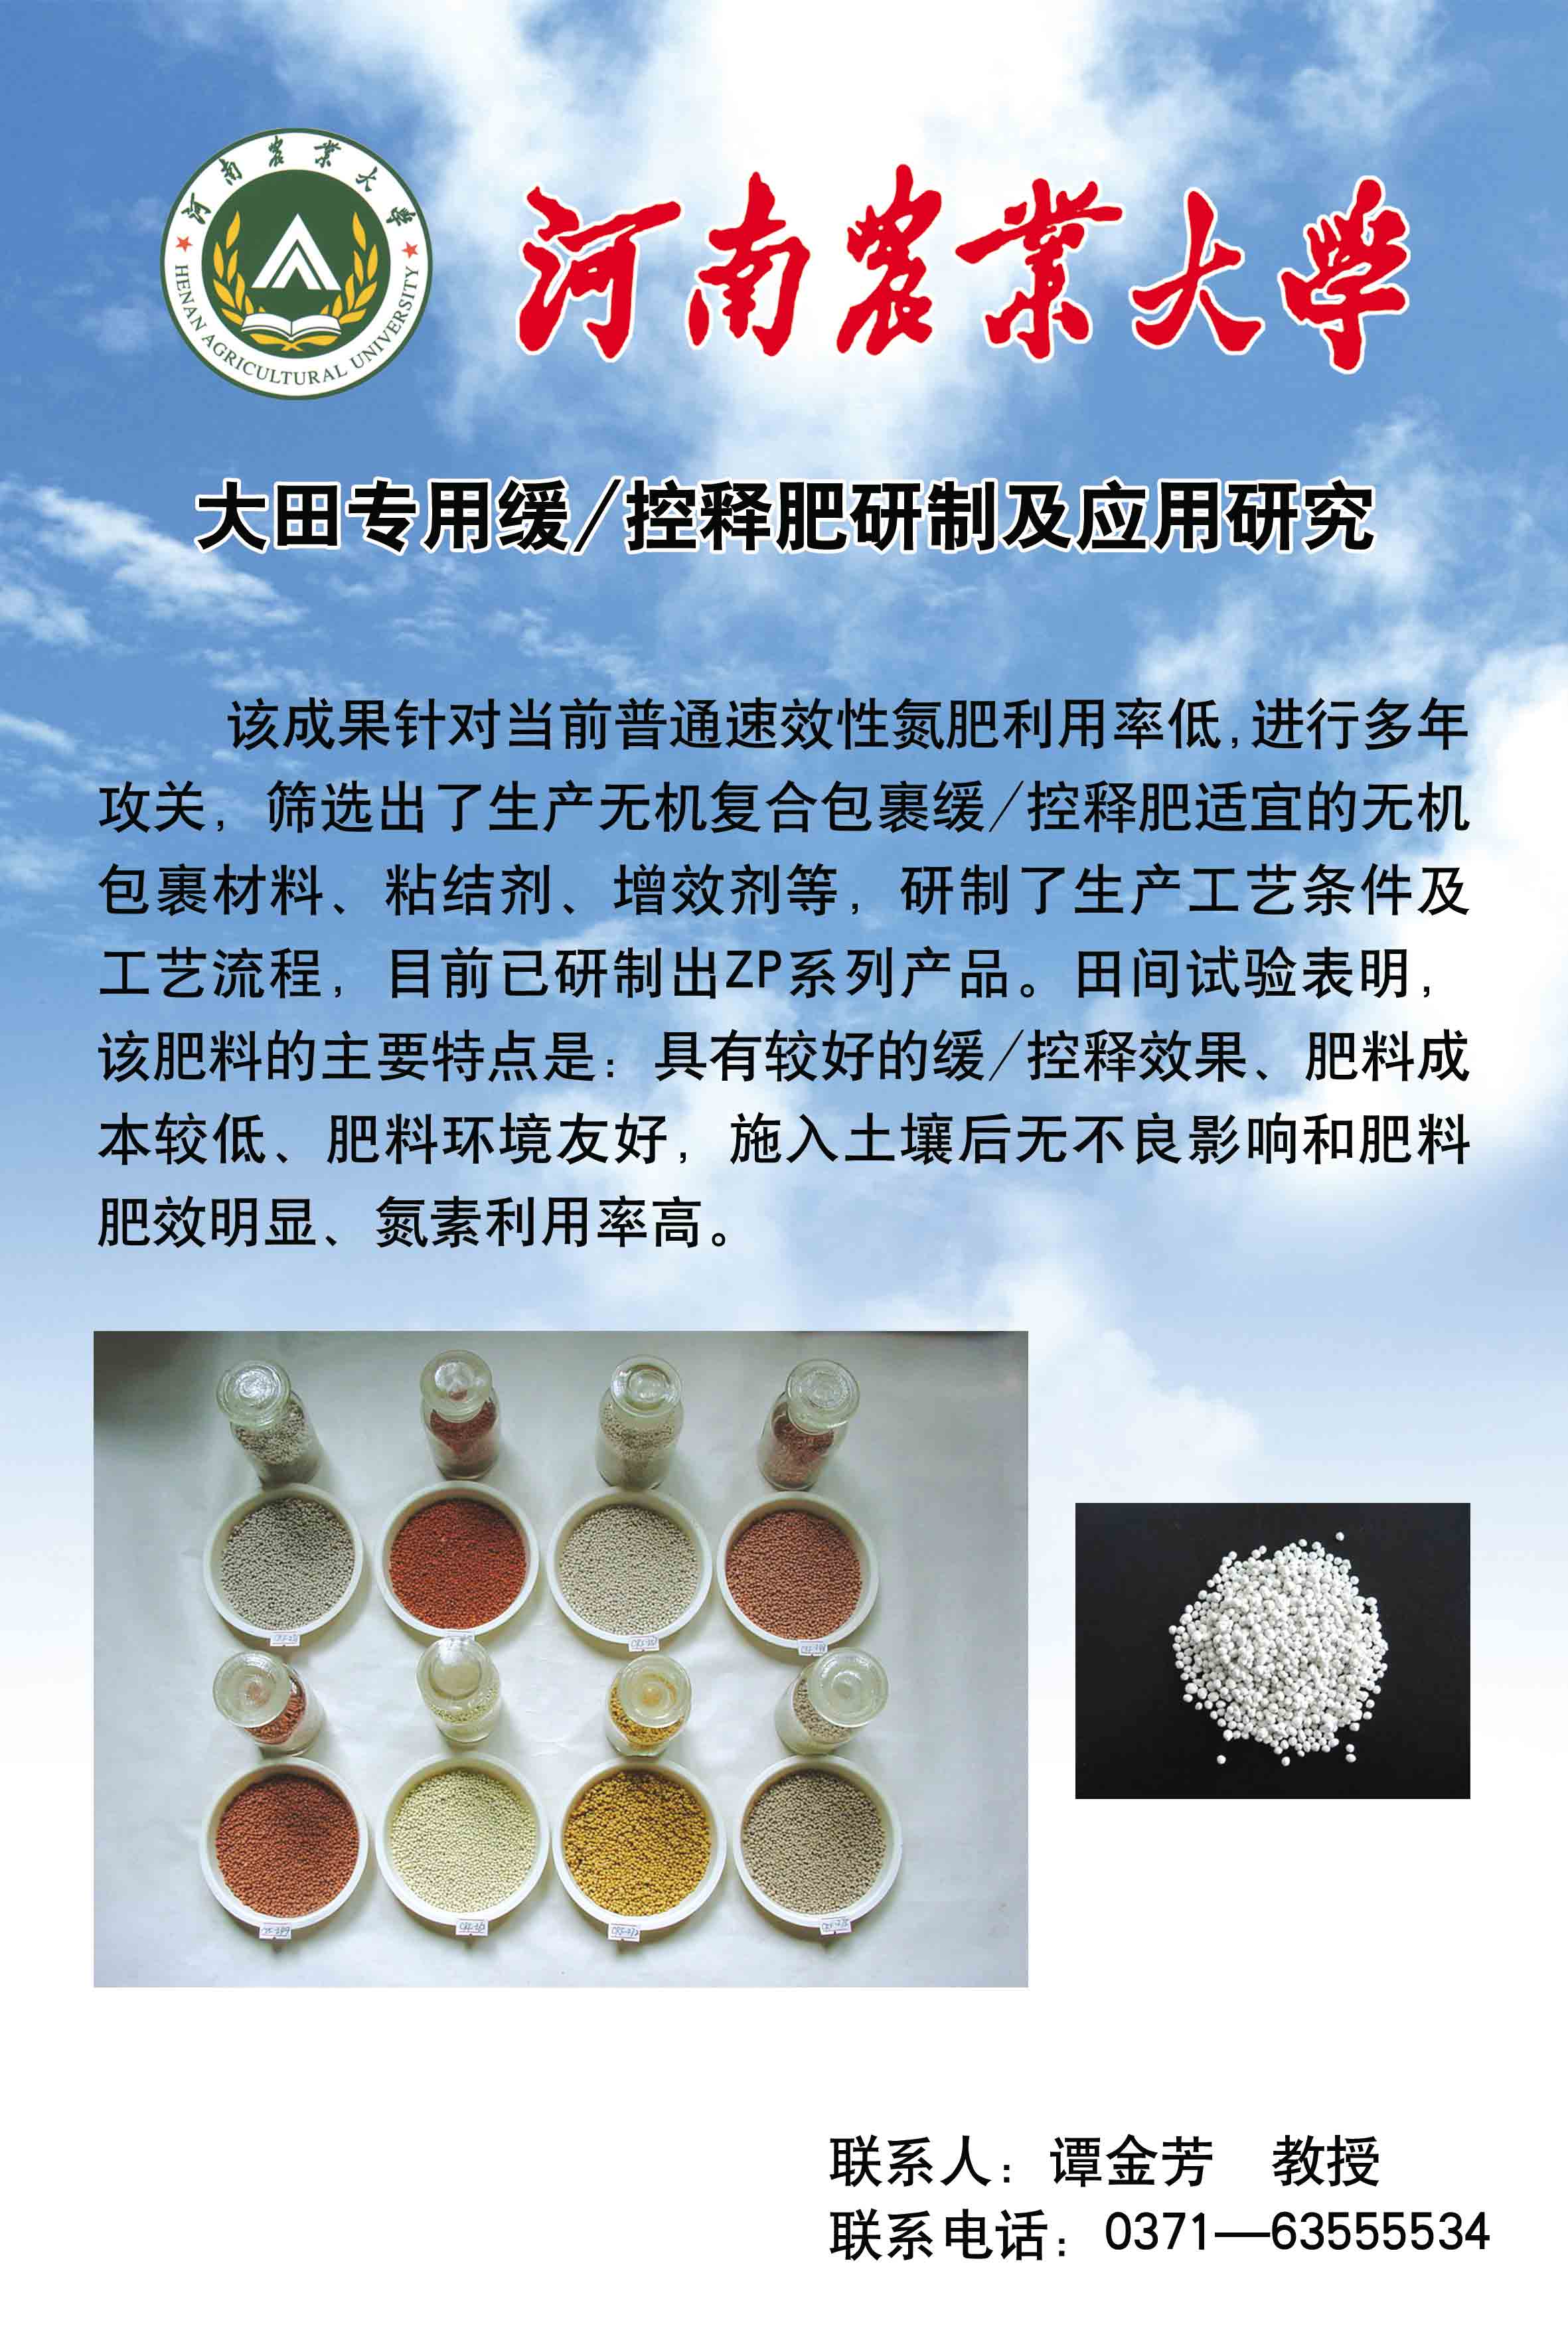 河南农业大学
HENAN AGRICULTURAL UNIVERSITY
河南农业大学
大田专用缓/控释肥研制及应用研究
该成果针对当前普通速效性氮肥利用率低,进行多年
攻关，筛选出了生产无机复合包裹缓/控释肥适宜的无机
包裹材料、粘结剂、增效剂等，研制了生产工艺条件及
工艺流程，目前已研制出ZP系列产品。田间试验表明，
该肥料的主要特点是：具有较好的缓/控释效果、肥料成
本较低、肥料环境友好，施入土壤后无不良影响和肥料
肥效明显、氮素利用率高。
联系人：谭金芳 教授
联系电话：0371—63555534